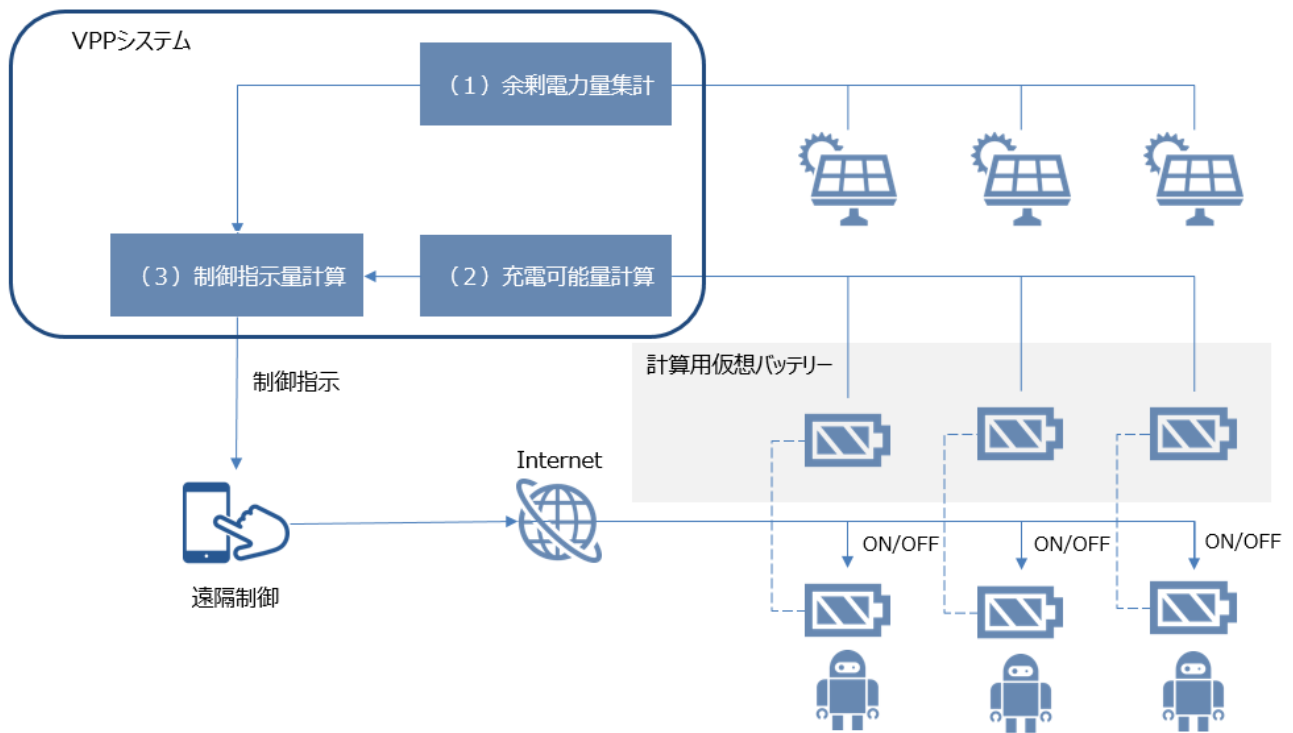 VPPシステム
（１）余剰電力量集計
（３）制御指示量計算
（２）充電可能量計算
制御指示
計算用仮想バッテリー
Internet
ON/OFF
ON/OFF
ON/OFF
遠隔制御